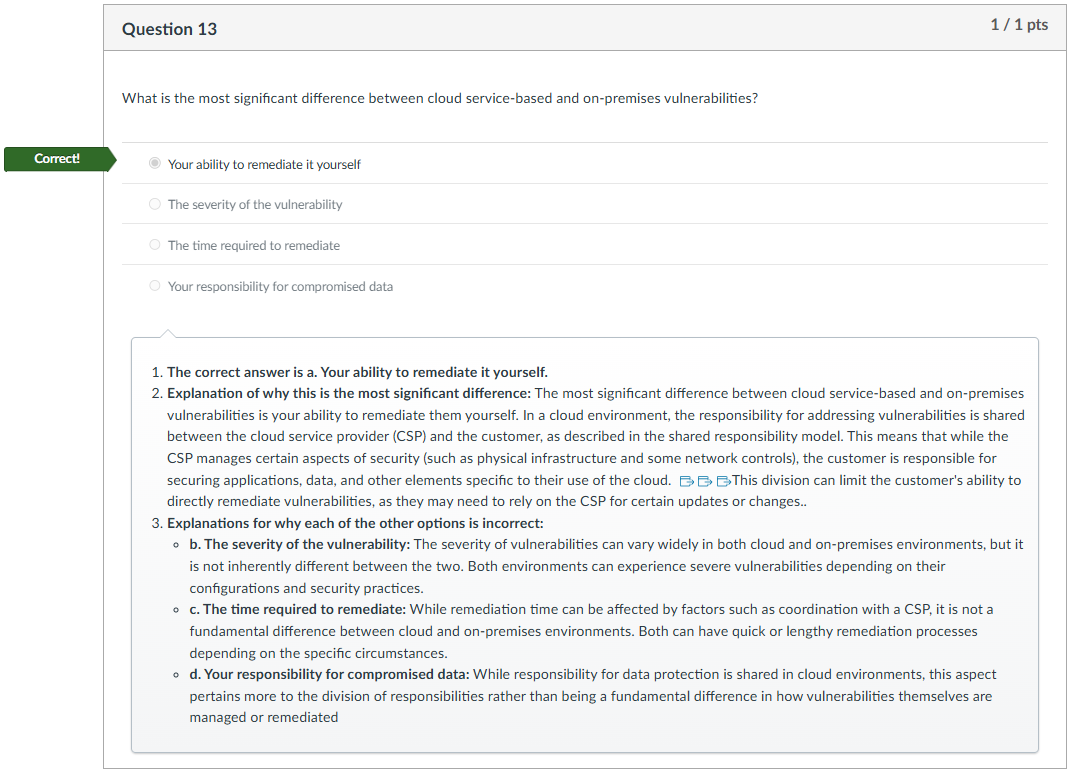 Question 13
1 / 1 pts
What is the most significant difference between cloud service-based and on-premises vulnerabilities?
Correct!
Your ability to remediate it yourself
The severity of the vulnerability
The time required to remediate
Your responsibility for compromised data
1. The correct answer is a. Your ability to remediate it yourself.
2. Explanation of why this is the most significant difference: The most significant difference between cloud service-based and on-premises
vulnerabilities is your ability to remediate them yourself. In a cloud environment, the responsibility for addressing vulnerabilities is shared
between the cloud service provider (CSP) and the customer, as described in the shared responsibility model. This means that while the
CSP manages certain aspects of security (such as physical infrastructure and some network controls), the customer is responsible for
securing applications, data, and other elements specific to their use of the cloud. This division can limit the customer's ability to
directly remediate vulnerabilities, as they may need to rely on the CSP for certain updates or changes..
3. Explanations for why each of the other options is incorrect:
b. The severity of the vulnerability: The severity of vulnerabilities can vary widely in both cloud and on-premises environments, but it
is not inherently different between the two. Both environments can experience severe vulnerabilities depending on their
configurations and security practices.
c. The time required to remediate: While remediation time can be affected by factors such as coordination with a CSP, it is not a
fundamental difference between cloud and on-premises environments. Both can have quick or lengthy remediation processes
depending on the specific circumstances.
d. Your responsibility for compromised data: While responsibility for data protection is shared in cloud environments, this aspect
pertains more to the division of responsibilities rather than being a fundamental difference in how vulnerabilities themselves are
managed or remediated